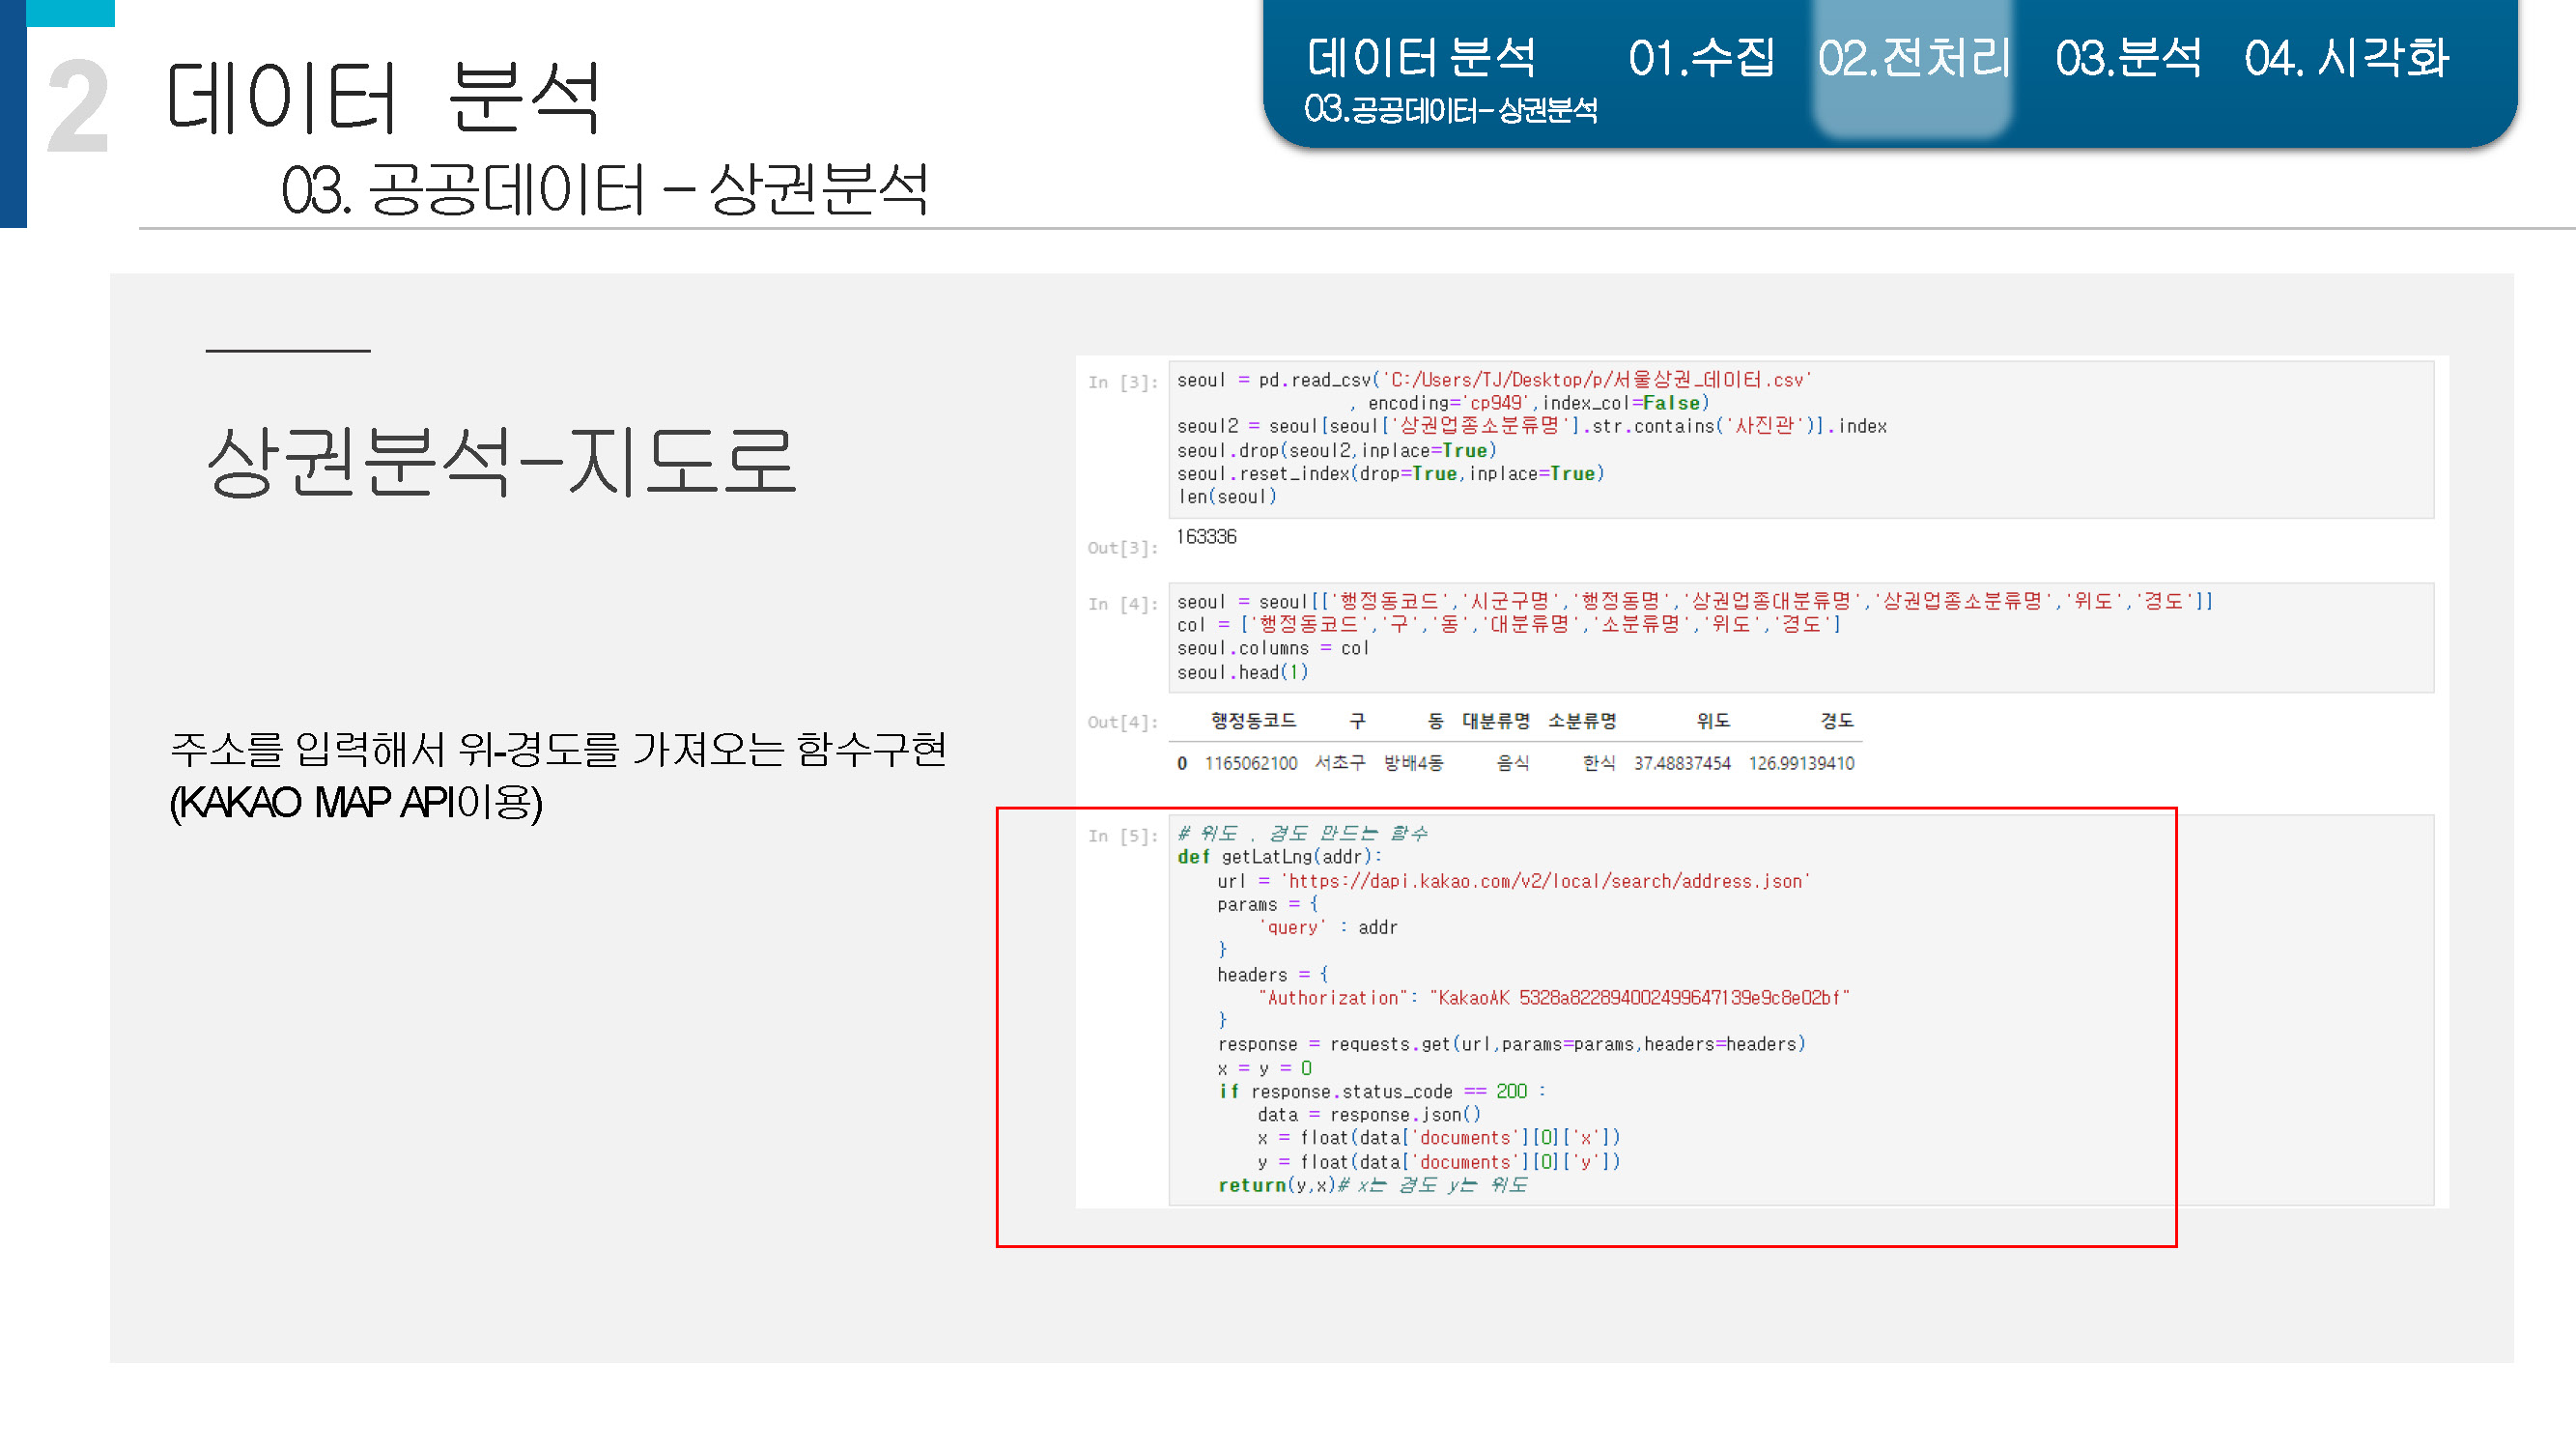 2
데이터 분석
03. 공공데이터 – 상권분석
데이터 분석 01.수집 02.전처리 03.분석 04. 시각화
03.공공데이터– 상권분석
상권분석-지도로
주소를 입력해서 위-경도를 가져오는 함수구현
(KAKAO MAP API이용)
In [3]: seoul = pd.read_csv('C:/Users/TJ/Desktop/p/서울상권_데이터.csv'
, encoding='cp949',index_col=False)
seoul2 = seoul[seoul['상권업종소분류명'].str.contains('사진관')].index
seoul.drop(seoul2,inplace=True)
seoul.reset_index(drop=True,inplace=True)
len(seoul)
Out[3]: 163336
In [4]: seoul = seoul[['행정동코드','시군구명','행정동명','상권업종대분류명','상권업종소분류명','위도','경도']]
col = ['행정동코드','구','동','대분류명','소분류명','위도','경도']
seoul.columns = col
seoul.head(1)
Out[4]: 행정동코드 구 동 대분류명 소분류명 위도 경도
0 1165062100 서초구 방배4동 음식 한식 37.48837454 126.99139410
In [5]: # 위도 , 경도 만드는 함수
def getLatLng(addr):
url = 'https://dapi.kakao.com/v2/local/search/address.json'
params = {
'query' : addr
}
headers = {
"Authorization": "KakaoAK 5328a822894002499647139e9c8e02bf"
}
response = requests.get(url,params=params,headers=headers)
x = y = 0
if response.status_code == 200 :
data = response.json()
x = float(data['documents'][0]['x'])
y = float(data['documents'][0]['y'])
return(y,x)# x는 경도 y는 위도